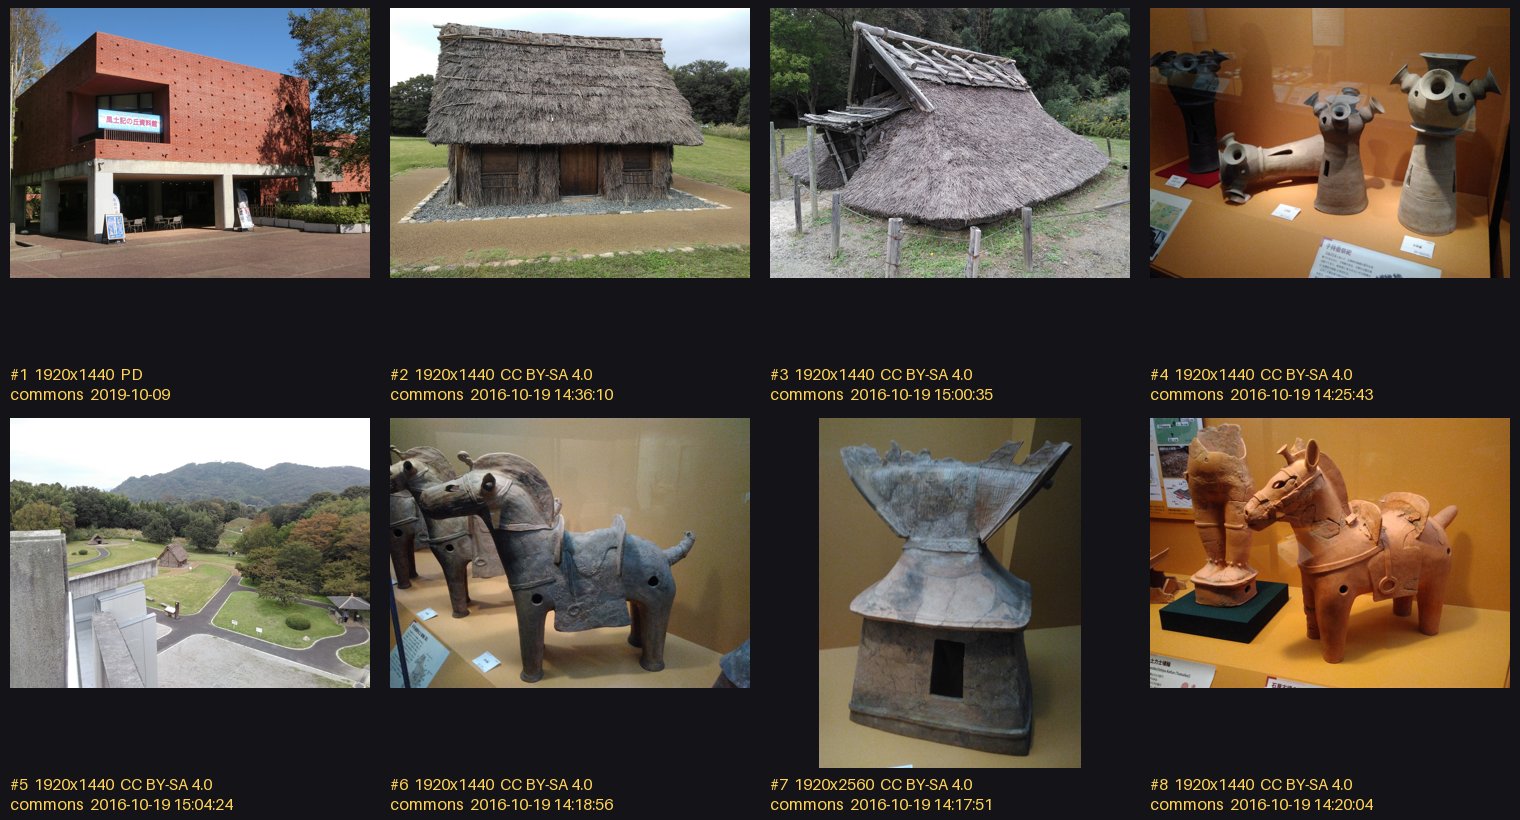 風土記の丘資料館
#1 1920x1440 PD
commons 2019-10-09
#2 1920x1440 CC BY-SA 4.0
commons 2016-10-19 14:36:10
#3 1920x1440 CC BY-SA 4.0
commons 2016-10-19 15:00:35
#4 1920x1440 CC BY-SA 4.0
commons 2016-10-19 14:25:43
#5 1920x1440 CC BY-SA 4.0
commons 2016-10-19 15:04:24
#6 1920x1440 CC BY-SA 4.0
commons 2016-10-19 14:18:56
#7 1920x2560 CC BY-SA 4.0
commons 2016-10-19 14:17:51
#8 1920x1440 CC BY-SA 4.0
commons 2016-10-19 14:20:04